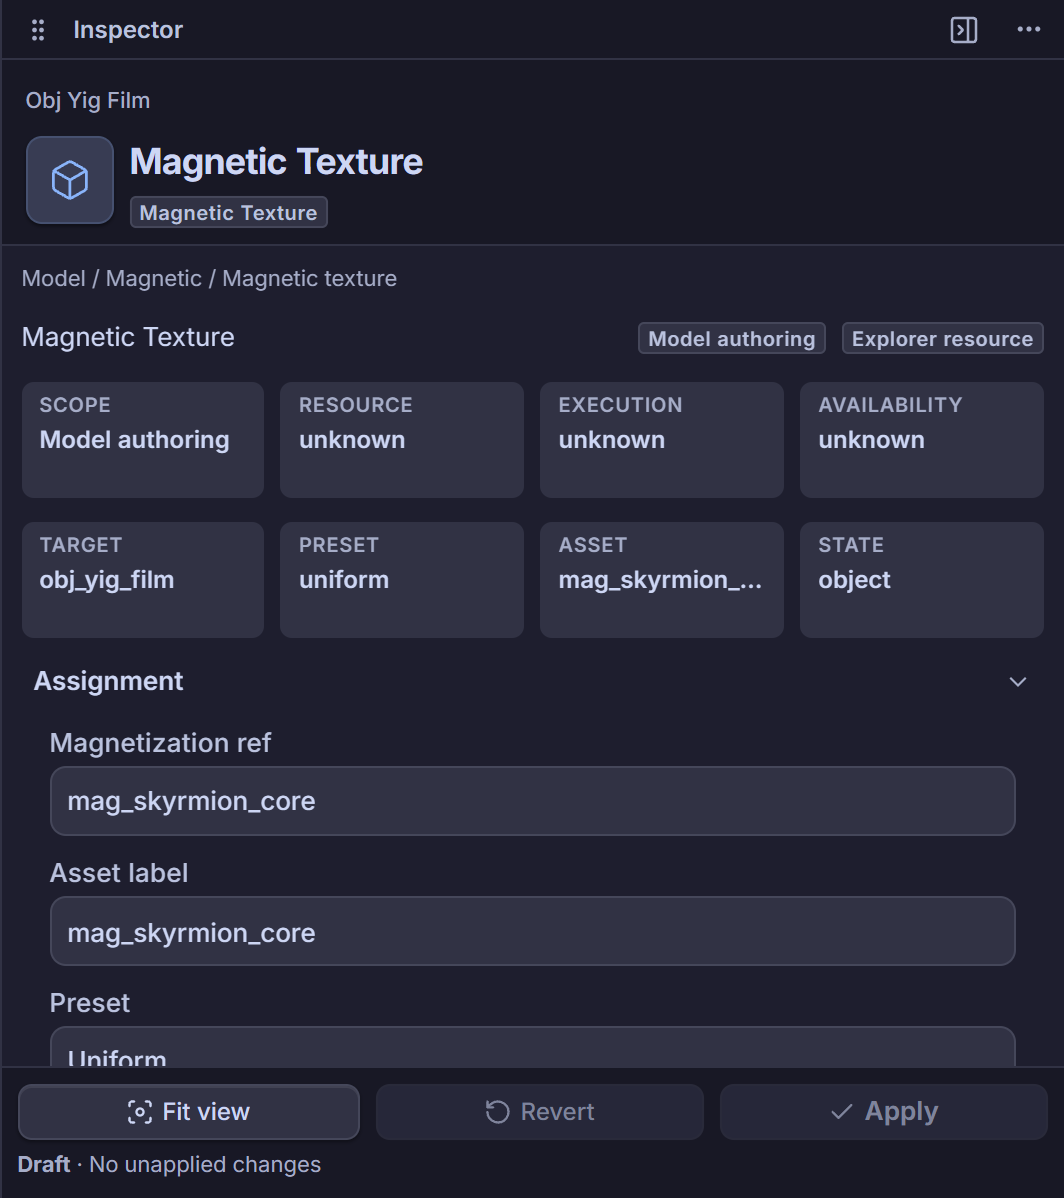 Inspector
Obj Yig Film
Magnetic Texture
Magnetic Texture
Model / Magnetic / Magnetic texture
Magnetic Texture Model authoring Explorer resource
SCOPE RESOURCE EXECUTION AVAILABILITY
Model authoring unknown unknown unknown
TARGET PRESET ASSET STATE
obj_yig_film uniform mag_skyrmion_... object
Assignment
Magnetization ref
mag_skyrmion_core
Asset label
mag_skyrmion_core
Preset
Uniform
Fit view Revert Apply
Draft · No unapplied changes